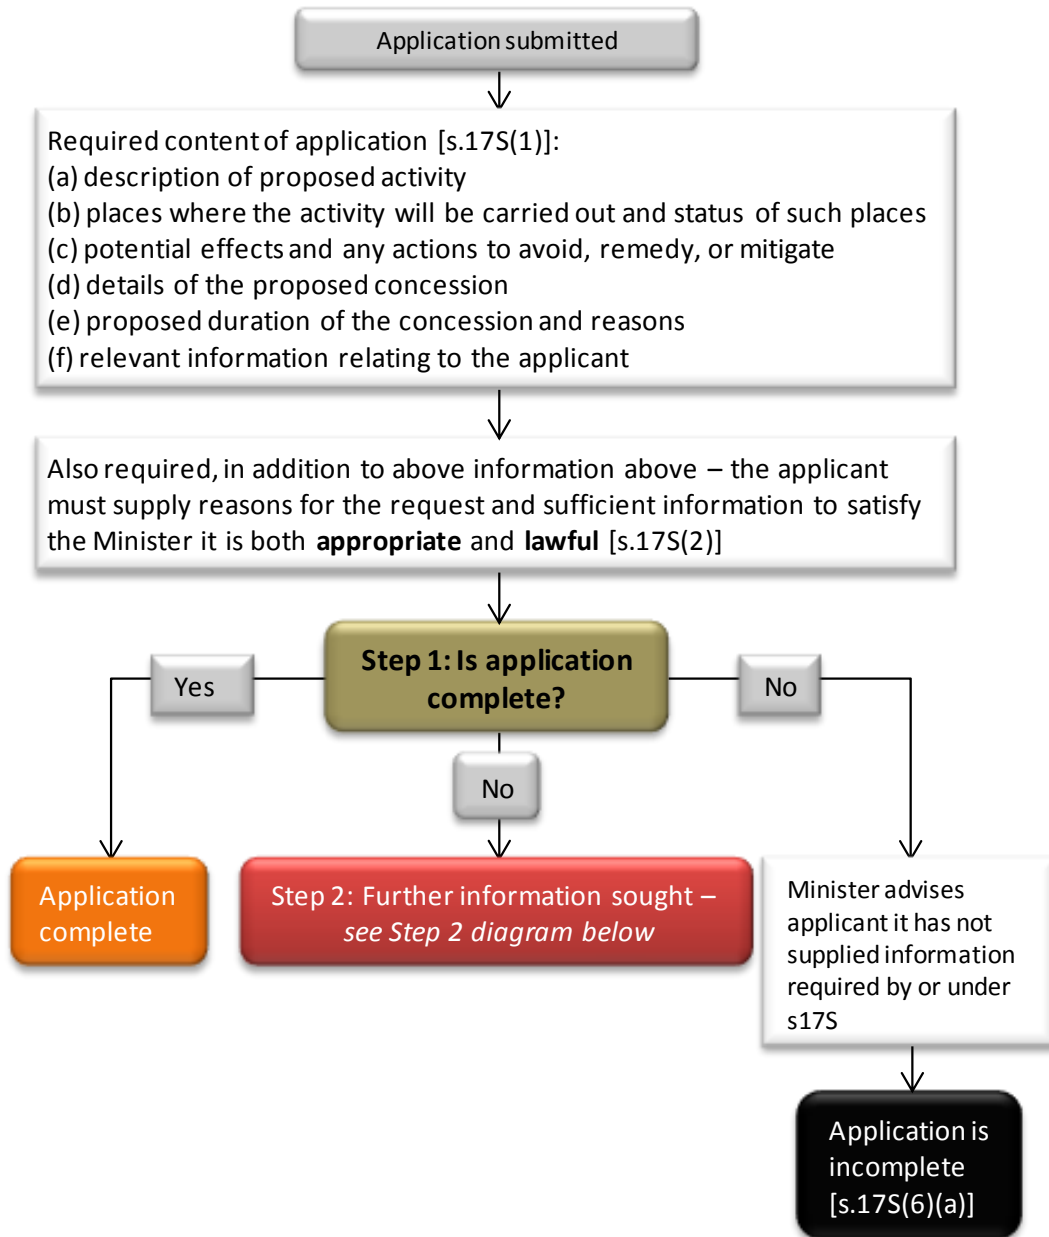 Application submitted
Required content of application [s.17S(1)]:
(a) description of proposed activity
(b) places where the activity will be carried out and status of such places
(c) potential effects and any actions to avoid, remedy, or mitigate
(d) details of the proposed concession
(e) proposed duration of the concession and reasons
(f) relevant information relating to the applicant
Also required, in addition to above information above – the applicant
must supply reasons for the request and sufficient information to satisfy
the Minister it is both appropriate and lawful [s.17S(2)]
Step 1: Is application
complete?
Yes
No
No
Application
complete
Step 2: Further information sought –
see Step 2 diagram below
Minister advises
applicant it has not
supplied information
required by or under
s17S
Application is
incomplete
[s.17S(6)(a)]